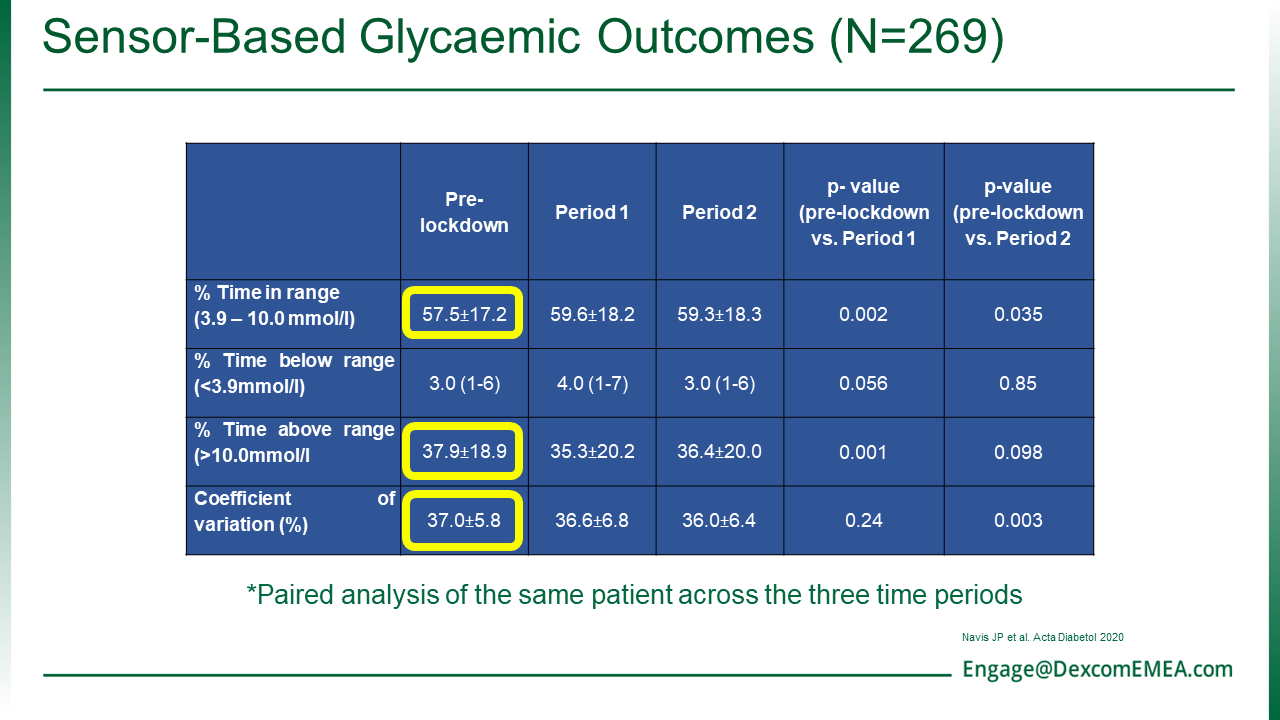 Sensor-Based Glycaemic Outcomes (N=269)
Pre-
lockdown
Period 1
Period 2
p- value
(pre-lockdown
vs. Period 1
p-value
(pre-lockdown
vs. Period 2
% Time in range
(3.9 – 10.0 mmol/l)
57.5±17.2
59.6±18.2
59.3±18.3
0.002
0.035
% Time below range
(<3.9mmol/l)
3.0 (1-6)
4.0 (1-7)
3.0 (1-6)
0.056
0.85
% Time above range
(>10.0mmol/l
37.9±18.9
35.3±20.2
36.4±20.0
0.001
0.098
Coefficient of
variation (%)
37.0±5.8
36.6±6.8
36.0±6.4
0.24
0.003
*Paired analysis of the same patient across the three time periods
Navis JP et al. Acta Diabetol 2020
Engage@DexcomEMEA.com